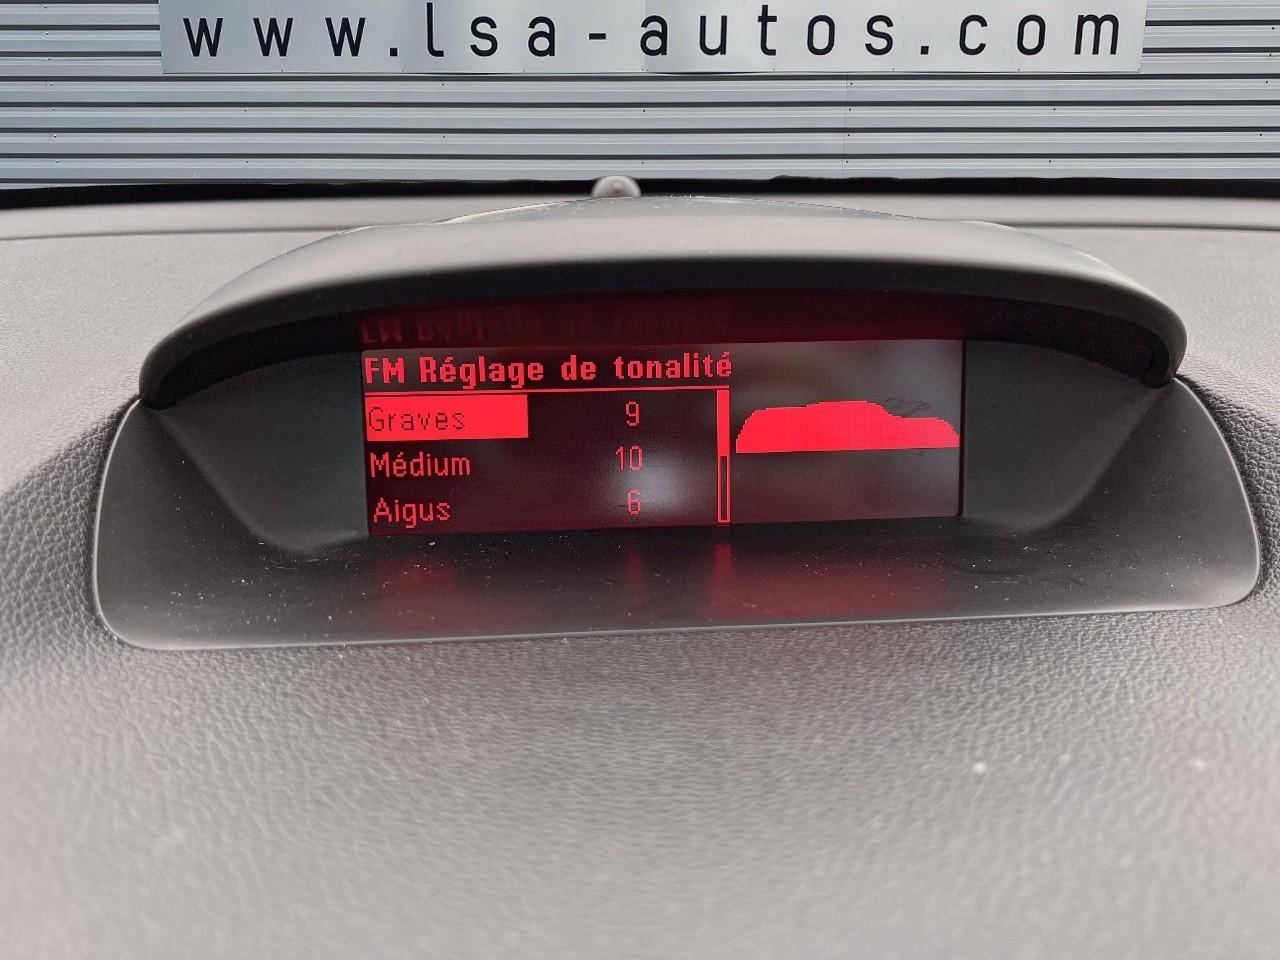 www.lsa-autos.com
FM Réglage de tonalité
Graves 9
Médium 10
Aigus 6